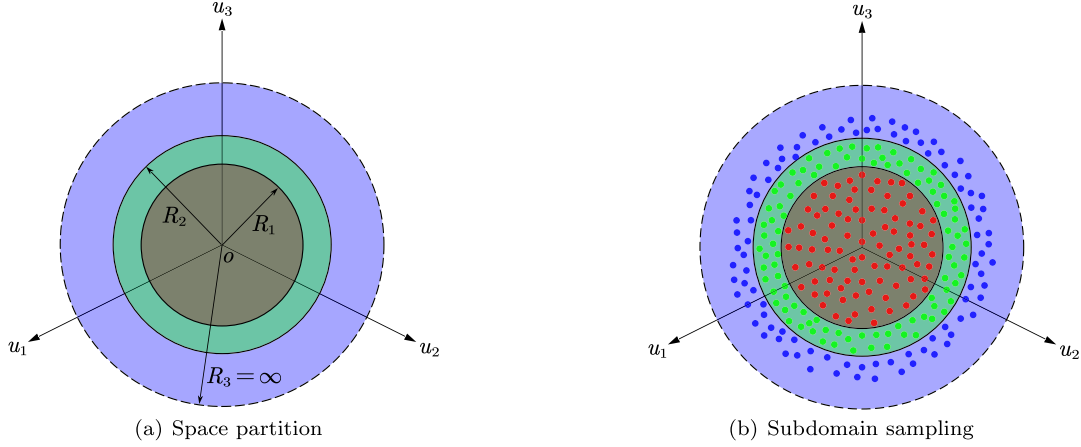 u₃
R₂
R₁
o
u₁
u₂
R₃ = ∞
(a) Space partition
u₃
u₁
u₂
(b) Subdomain sampling